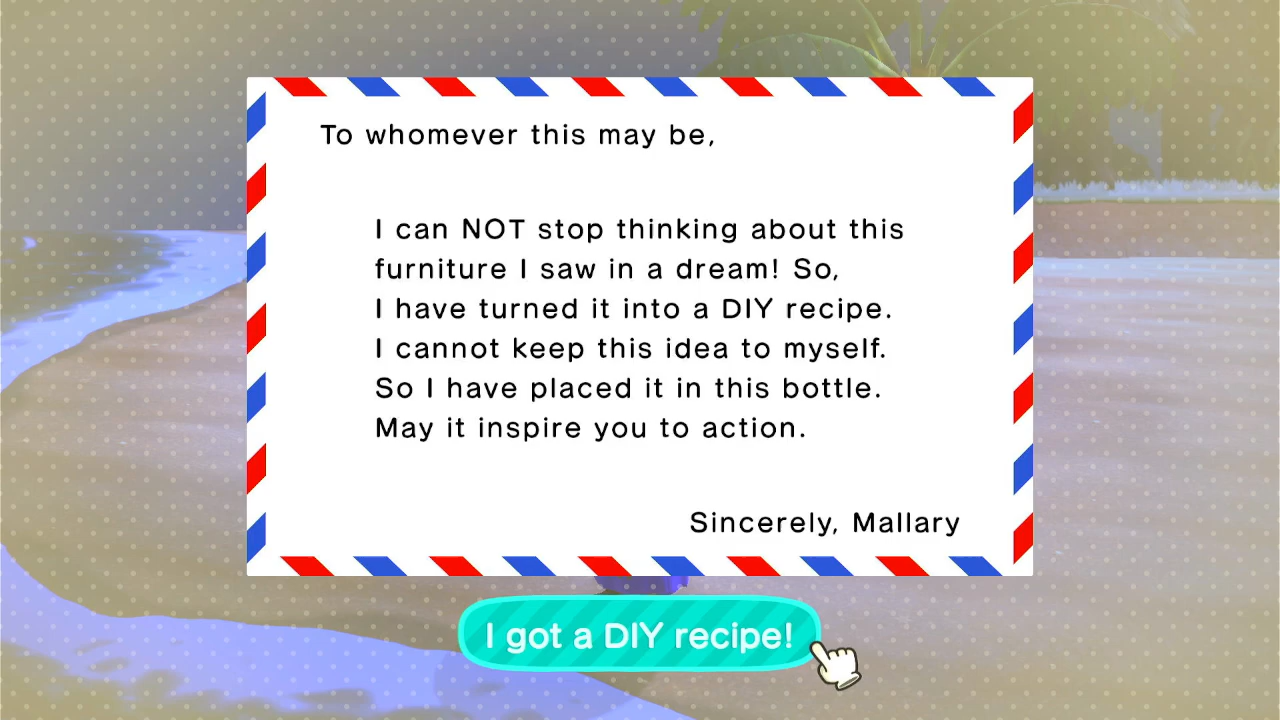 To whomever this may be,
I can NOT stop thinking about this
furniture I saw in a dream! So,
I have turned it into a DIY recipe.
I cannot keep this idea to myself.
So I have placed it in this bottle.
May it inspire you to action.
Sincerely, Mallary
I got a DIY recipe!